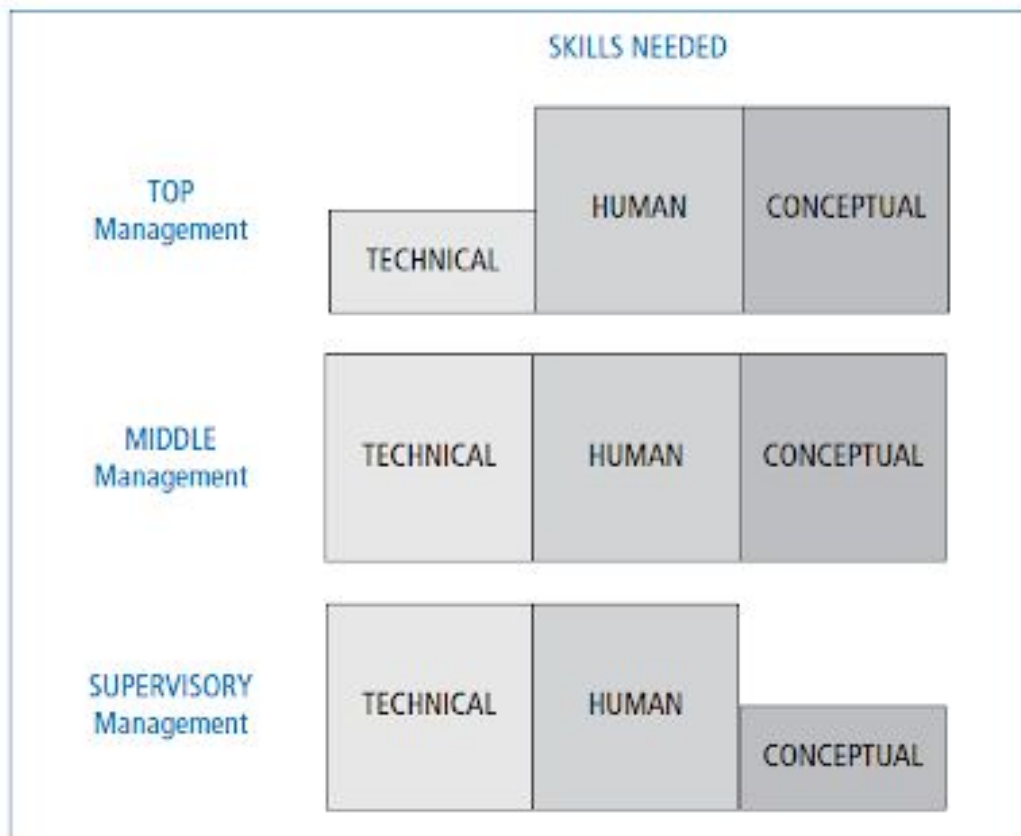 SKILLS NEEDED
TOP
Management
TECHNICAL
HUMAN
CONCEPTUAL
MIDDLE
Management
TECHNICAL
HUMAN
CONCEPTUAL
SUPERVISORY
Management
TECHNICAL
HUMAN
CONCEPTUAL